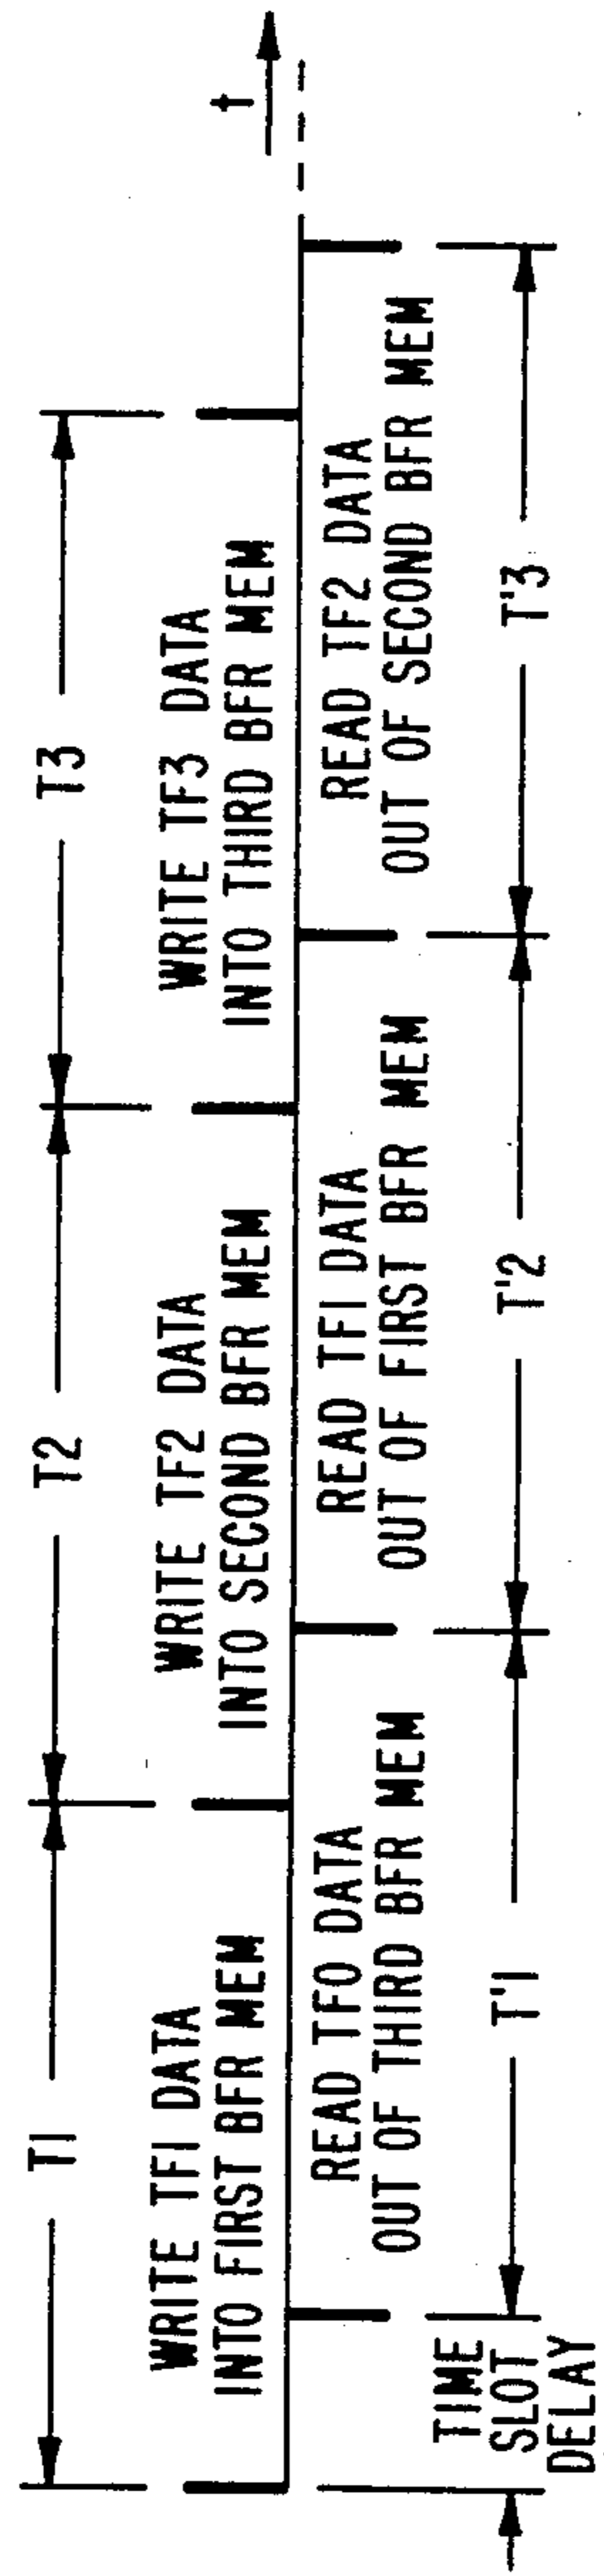 T1
T2
T3
t
WRITE TF1 DATA
INTO FIRST BFR MEM
WRITE TF2 DATA
INTO SECOND BFR MEM
WRITE TF3 DATA
INTO THIRD BFR MEM
READ TF0 DATA
OUT OF THIRD BFR MEM
READ TF1 DATA
OUT OF FIRST BFR MEM
READ TF2 DATA
OUT OF SECOND BFR MEM
TIME
SLOT
DELAY
T'1
T'2
T'3